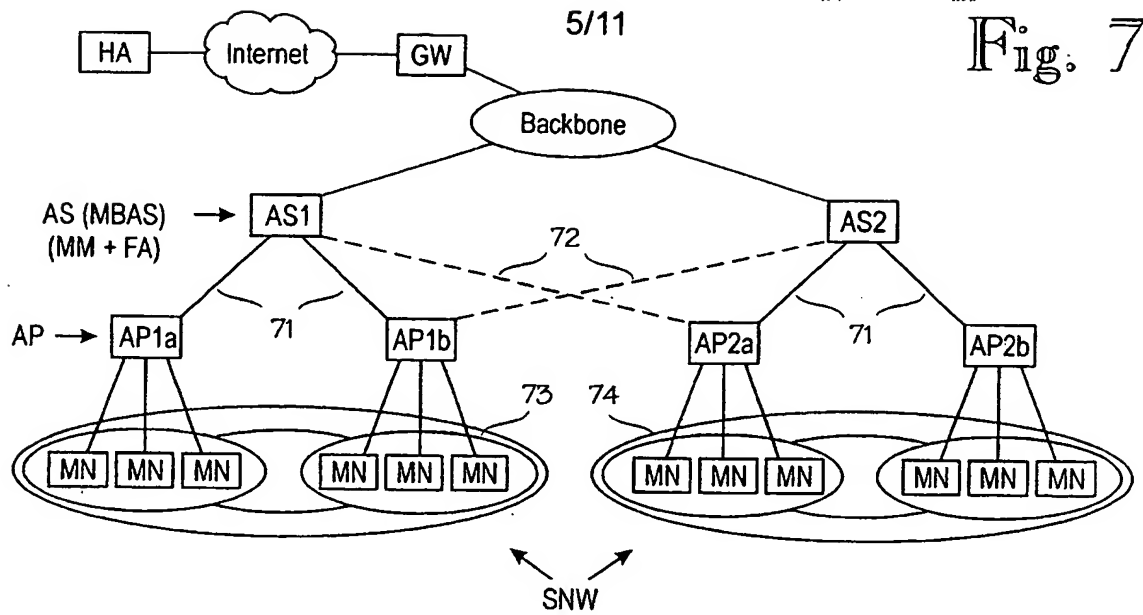 5/11
Fig. 7
HA
Internet
GW
Backbone
AS (MBAS)
(MM + FA)
AS1
AS2
72
AP
AP1a
71
AP1b
AP2a
71
AP2b
73
74
MN MN MN
MN MN MN
MN MN MN
MN MN MN
SNW